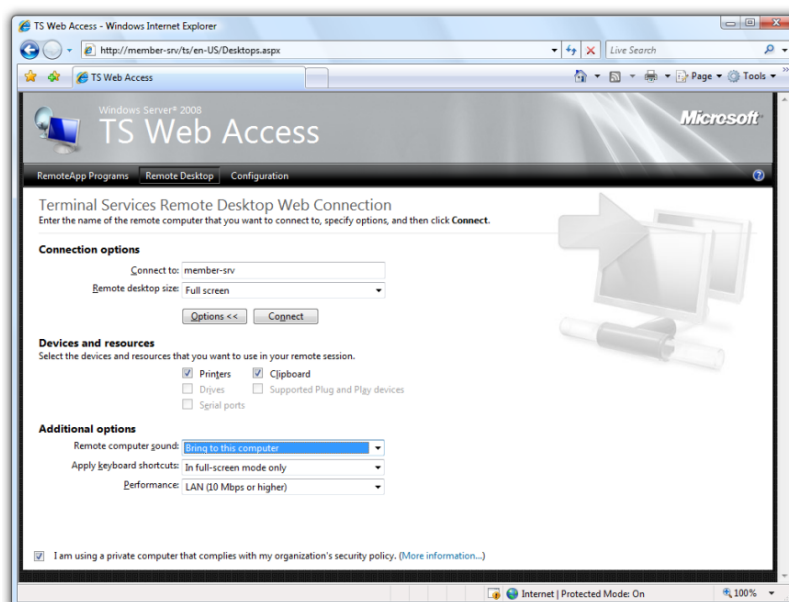 TS Web Access - Windows Internet Explorer
http://member-srv/ts/en-US/Desktops.aspx
Live Search
TS Web Access
Page
Tools
Windows Server® 2008
TS Web Access
Microsoft
RemoteApp Programs Remote Desktop Configuration
Terminal Services Remote Desktop Web Connection
Enter the name of the remote computer that you want to connect to, specify options, and then click Connect.
Connection options
Connect to: member-srv
Remote desktop size: Full screen
Options << Connect
Devices and resources
Select the devices and resources that you want to use in your remote session.
Printers Clipboard
Drives Supported Plug and Play devices
Serial ports
Additional options
Remote computer sound: Bring to this computer
Apply keyboard shortcuts: In full-screen mode only
Performance: LAN (10 Mbps or higher)
I am using a private computer that complies with my organization's security policy. (More information...)
Internet | Protected Mode: On 100%